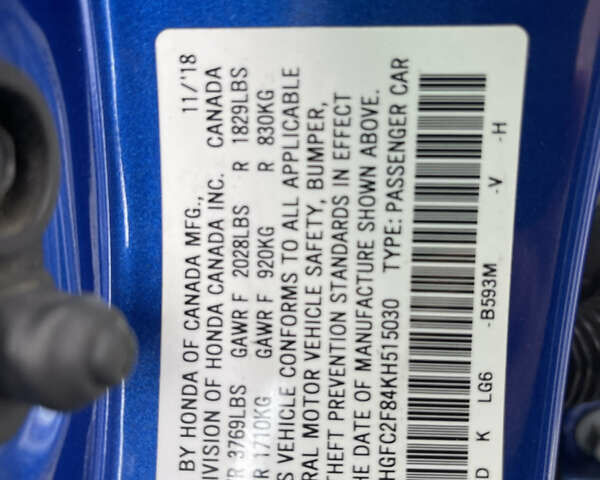 BY HONDA OF CANADA MFG., 11/'18
DIVISION OF HONDA CANADA INC. CANADA
3769LBS GAWR F 2028LBS R 1829LBS
1710KG GAWR F 920KG R 830KG
VEHICLE CONFORMS TO ALL APPLICABLE
MOTOR VEHICLE SAFETY, BUMPER,
THEFT PREVENTION STANDARDS IN EFFECT
THE DATE OF MANUFACTURE SHOWN ABOVE.
HGFC2F84KH515030 TYPE: PASSENGER CAR
D K LG6 -B593M -V -H